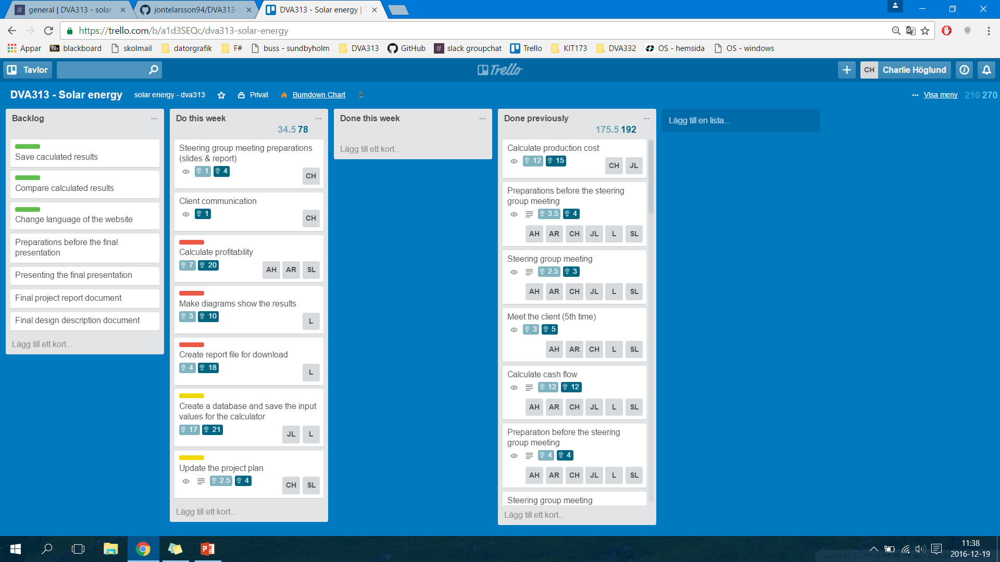 general | DVA313 - solar
jontelarsson94/DVA313-S
DVA313 - Solar energy | T
https://trello.com/b/a1d3SEQc/dva313-solar-energy
Appar
Bb blackboard
skolmail
datorgrafik
F#
buss - sundbyholm
DVA313
GitHub
# slack groupchat
Trello
KIT173
DVA332
OS - hemsida
OS - windows
Tavlor
Trello
CH Charlie Höglund
DVA313 - Solar energy
solar energy - dva313
Privat
Burndown Chart
Visa meny
210 270
Backlog
Save caculated results
Compare calculated results
Change language of the website
Preparations before the final
presentation
Presenting the final presentation
Final project report document
Final design description document
Lägg till ett kort...
Do this week
34.5 78
Steering group meeting preparations
(slides & report)
1 4
CH
Client communication
1
CH
Calculate profitability
7 20
AH AR SL
Make diagrams show the results
3 10
L
Create report file for download
4 18
L
Create a database and save the input
values for the calculator
17 21
JL L
Update the project plan
2.5 4
CH SL
Lägg till ett kort...
Done this week
Lägg till ett kort...
Done previously
175.5 192
Calculate production cost
12 15
CH JL
Preparations before the steering
group meeting
3.5 4
AH AR CH JL L SL
Steering group meeting
2.5 3
AH AR CH JL L SL
Meet the client (5th time)
3 5
AH AR CH L SL
Calculate cash flow
12 12
AH AR CH JL L SL
Preparation before the steering
group meeting
4 4
AH AR CH JL L SL
Steering group meeting
Lägg till ett kort...
Lägg till en lista...
11:38
2016-12-19